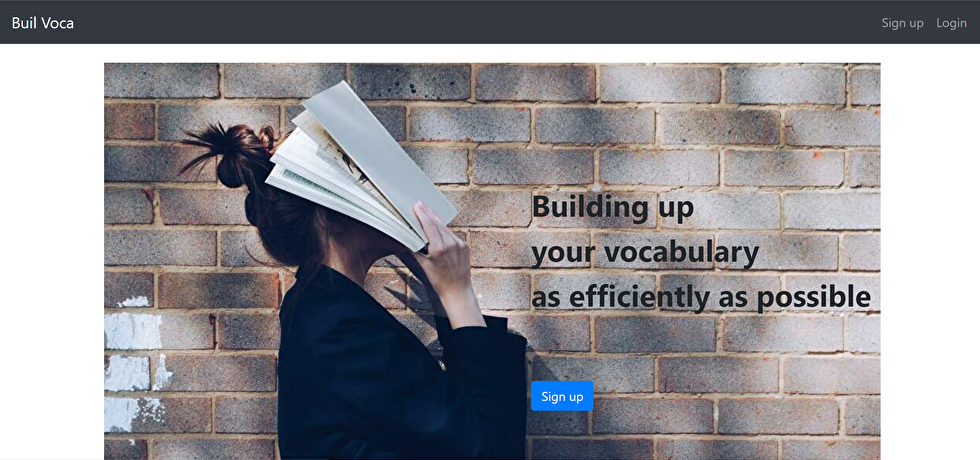 Buil Voca
Sign up
Login
Building up
your vocabulary
as efficiently as possible
Sign up